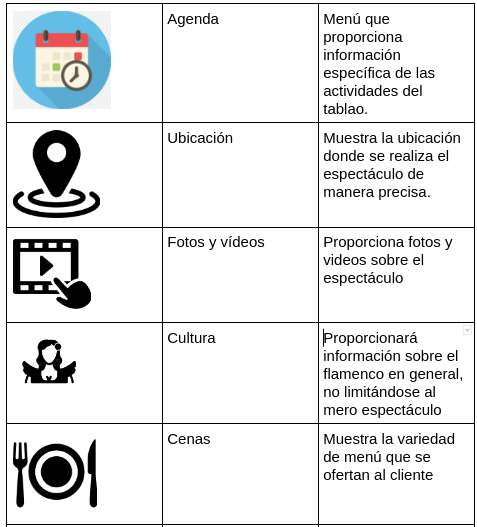 Agenda
Menú que
proporciona
información
específica de las
actividades del
tablao.
Ubicación
Muestra la ubicación
donde se realiza el
espectáculo de
manera precisa.
Fotos y vídeos
Proporciona fotos y
videos sobre el
espectáculo
Cultura
Proporcionará
información sobre el
flamenco en general,
no limitándose al
mero espectáculo
Cenas
Muestra la variedad
de menú que se
ofertan al cliente